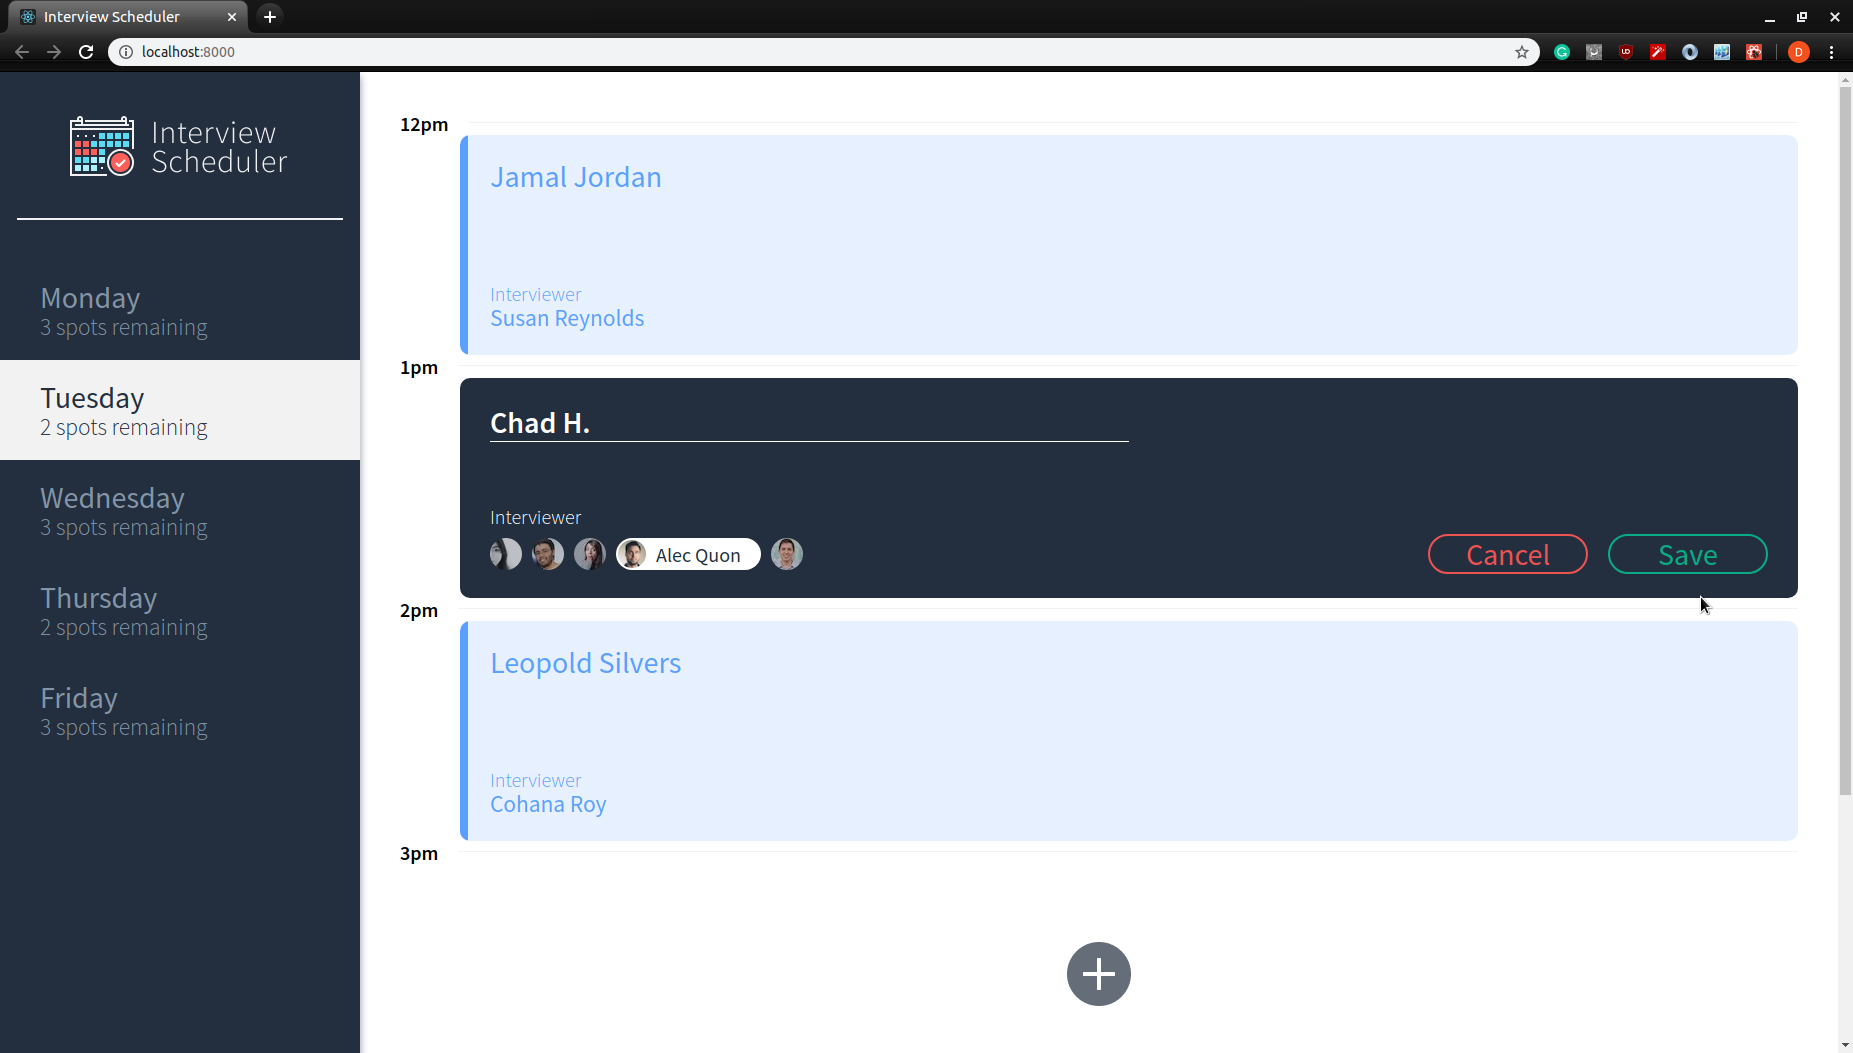 Interview Scheduler
localhost:8000
D
Interview
Scheduler
Monday
3 spots remaining
Tuesday
2 spots remaining
Wednesday
3 spots remaining
Thursday
2 spots remaining
Friday
3 spots remaining
12pm
Jamal Jordan
Interviewer
Susan Reynolds
1pm
Chad H.
Interviewer
Alec Quon
Cancel
Save
2pm
Leopold Silvers
Interviewer
Cohana Roy
3pm